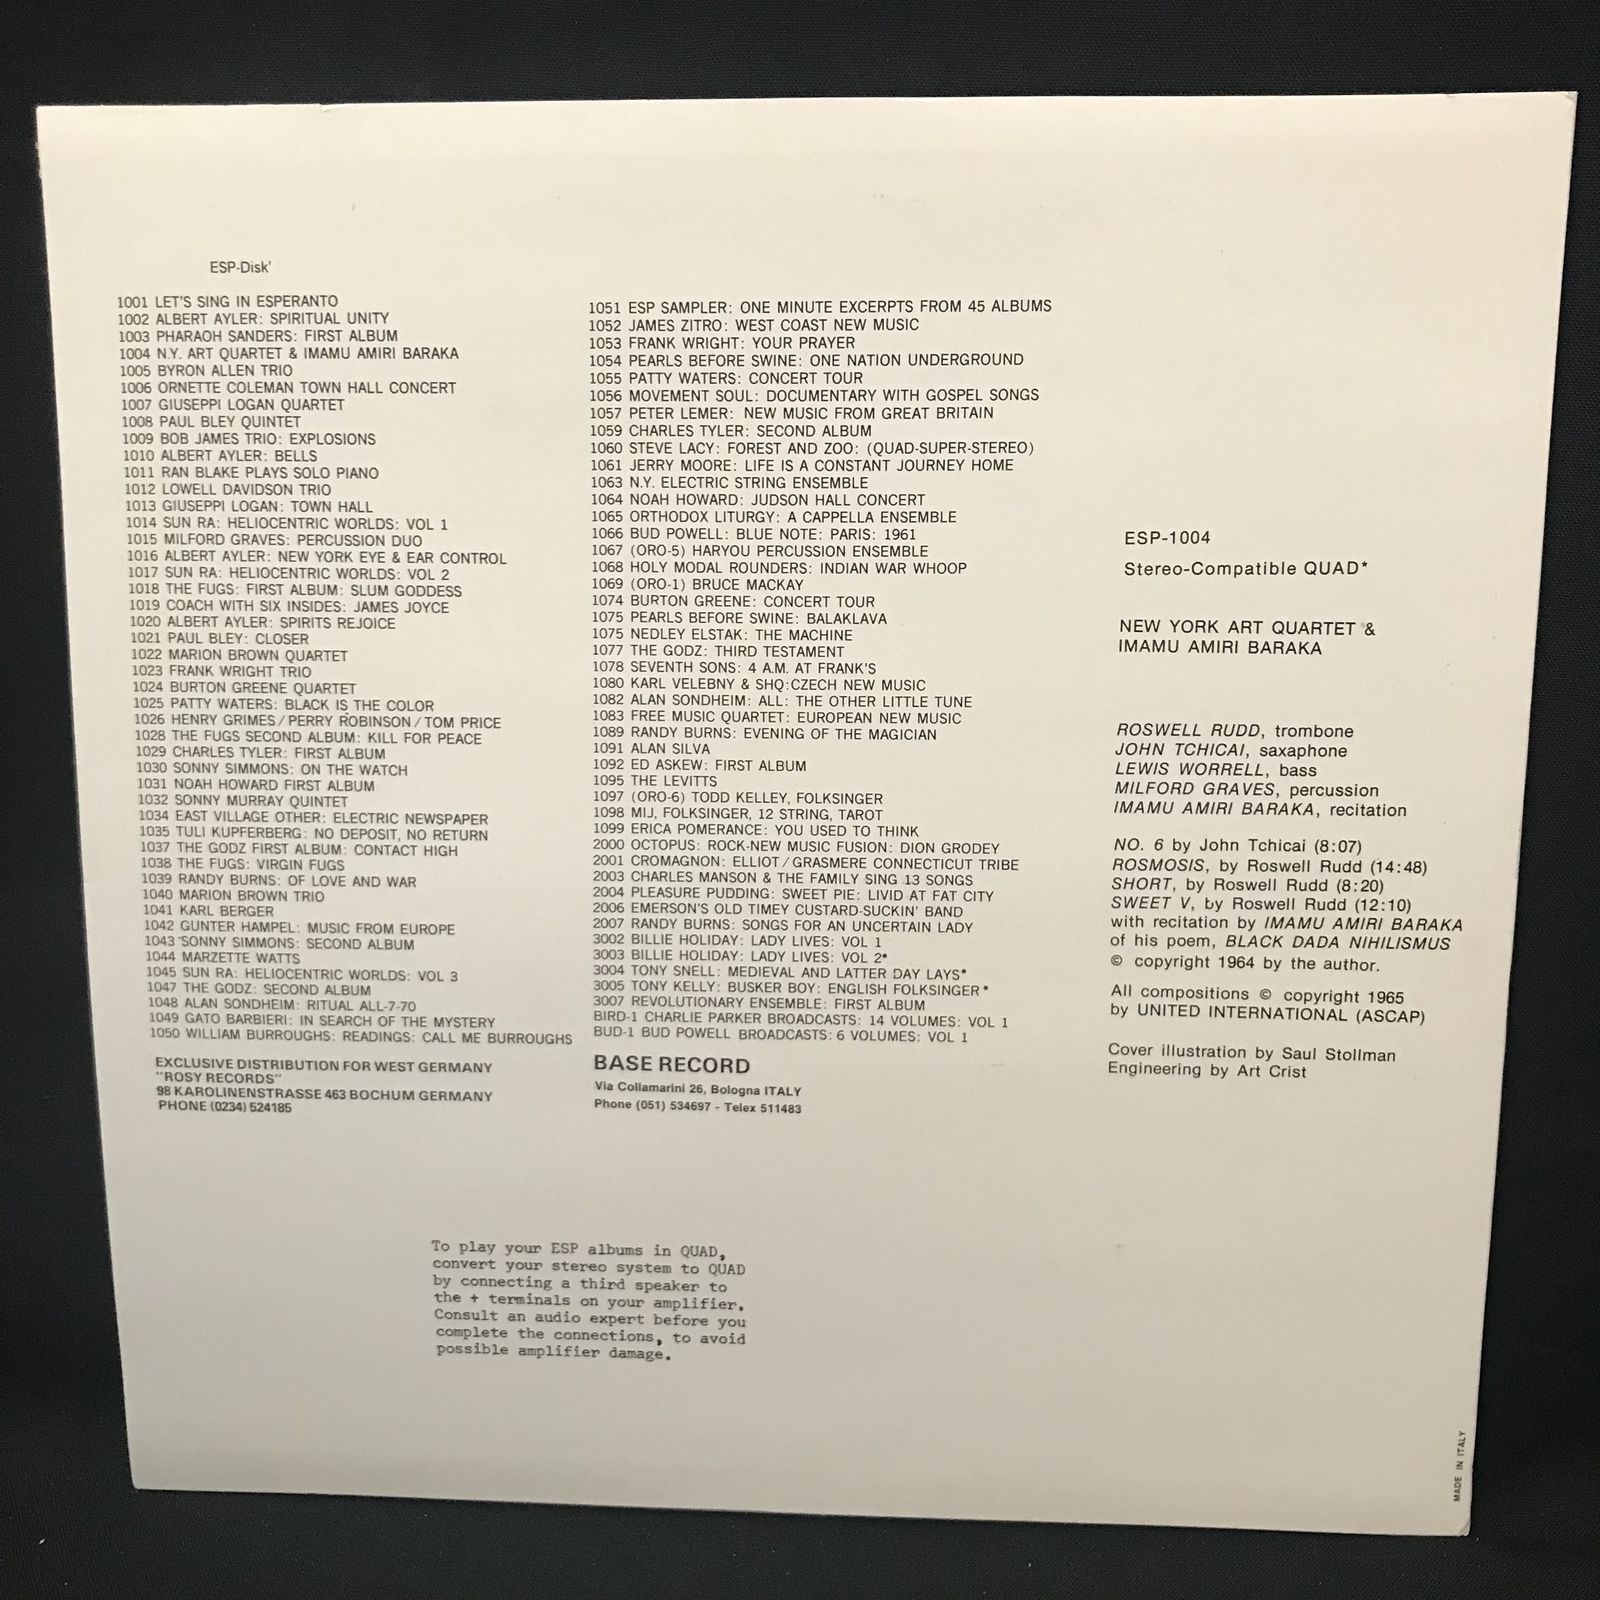 ESP-Disk'
1001 LET'S SING IN ESPERANTO
1002 ALBERT AYLER: SPIRITUAL UNITY
1003 PHARAOH SANDERS: FIRST ALBUM
1004 N.Y. ART QUARTET & IMAMU AMIRI BARAKA
1005 BYRON ALLEN TRIO
1006 ORNETTE COLEMAN TOWN HALL CONCERT
1007 GIUSEPPI LOGAN QUARTET
1008 PAUL BLEY QUINTET
1009 BOB JAMES TRIO: EXPLOSIONS
1010 ALBERT AYLER: BELLS
1011 RAN BLAKE PLAYS SOLO PIANO
1012 LOWELL DAVIDSON TRIO
1013 GIUSEPPI LOGAN: TOWN HALL
1014 SUN RA: HELIOCENTRIC WORLDS: VOL 1
1015 MILFORD GRAVES: PERCUSSION DUO
1016 ALBERT AYLER: NEW YORK EYE & EAR CONTROL
1017 SUN RA: HELIOCENTRIC WORLDS: VOL 2
1018 THE FUGS: FIRST ALBUM: SLUM GODDESS
1019 COACH WITH SIX INSIDES: JAMES JOYCE
1020 ALBERT AYLER: SPIRITS REJOICE
1021 PAUL BLEY: CLOSER
1022 MARION BROWN QUARTET
1023 FRANK WRIGHT TRIO
1024 BURTON GREENE QUARTET
1025 PATTY WATERS: BLACK IS THE COLOR
1026 HENRY GRIMES/PERRY ROBINSON/TOM PRICE
1028 THE FUGS SECOND ALBUM: KILL FOR PEACE
1029 CHARLES TYLER: FIRST ALBUM
1030 SONNY SIMMONS: ON THE WATCH
1031 NOAH HOWARD FIRST ALBUM
1032 SONNY MURRAY QUINTET
1034 EAST VILLAGE OTHER: ELECTRIC NEWSPAPER
1035 TULI KUPFERBERG: NO DEPOSIT, NO RETURN
1037 THE GODZ FIRST ALBUM: CONTACT HIGH
1038 THE FUGS: VIRGIN FUGS
1039 RANDY BURNS: OF LOVE AND WAR
1040 MARION BROWN TRIO
1041 KARL BERGER
1042 GUNTER HAMPEL: MUSIC FROM EUROPE
1043 SONNY SIMMONS: SECOND ALBUM
1044 MARZETTE WATTS
1045 SUN RA: HELIOCENTRIC WORLDS: VOL 3
1047 THE GODZ: SECOND ALBUM
1048 ALAN SONDHEIM: RITUAL ALL-7-70
1049 GATO BARBIERI: IN SEARCH OF THE MYSTERY
1050 WILLIAM BURROUGHS: READINGS: CALL ME BURROUGHS
EXCLUSIVE DISTRIBUTION FOR WEST GERMANY
"ROSY RECORDS"
98 KAROLINENSTRASSE 463 BOCHUM GERMANY
PHONE (0234) 524185
1051 ESP SAMPLER: ONE MINUTE EXCERPTS FROM 45 ALBUMS
1052 JAMES ZITRO: WEST COAST NEW MUSIC
1053 FRANK WRIGHT: YOUR PRAYER
1054 PEARLS BEFORE SWINE: ONE NATION UNDERGROUND
1055 PATTY WATERS: CONCERT TOUR
1056 MOVEMENT SOUL: DOCUMENTARY WITH GOSPEL SONGS
1057 PETER LEMER: NEW MUSIC FROM GREAT BRITAIN
1059 CHARLES TYLER: SECOND ALBUM
1060 STEVE LACY: FOREST AND ZOO: (QUAD-SUPER-STEREO)
1061 JERRY MOORE: LIFE IS A CONSTANT JOURNEY HOME
1063 N.Y. ELECTRIC STRING ENSEMBLE
1064 NOAH HOWARD: JUDSON HALL CONCERT
1065 ORTHODOX LITURGY: A CAPPELLA ENSEMBLE
1066 BUD POWELL: BLUE NOTE: PARIS: 1961
1067 (ORO-5) HARYOU PERCUSSION ENSEMBLE
1068 HOLY MODAL ROUNDERS: INDIAN WAR WHOOP
1069 (ORO-1) BRUCE MACKAY
1074 BURTON GREENE: CONCERT TOUR
1075 PEARLS BEFORE SWINE: BALAKLAVA
1075 NEDLEY ELSTAK: THE MACHINE
1077 THE GODZ: THIRD TESTAMENT
1078 SEVENTH SONS: 4 A.M. AT FRANK'S
1080 KARL VELEBNY & SHQ:CZECH NEW MUSIC
1082 ALAN SONDHEIM: ALL: THE OTHER LITTLE TUNE
1083 FREE MUSIC QUARTET: EUROPEAN NEW MUSIC
1089 RANDY BURNS: EVENING OF THE MAGICIAN
1091 ALAN SILVA
1092 ED ASKEW: FIRST ALBUM
1095 THE LEVITTS
1097 (ORO-6) TODD KELLEY, FOLKSINGER
1098 MIJ, FOLKSINGER, 12 STRING, TAROT
1099 ERICA POMERANCE: YOU USED TO THINK
2000 OCTOPUS: ROCK-NEW MUSIC FUSION: DION GRODEY
2001 CROMAGNON: ELLIOT/GRASMERE CONNECTICUT TRIBE
2003 CHARLES MANSON & THE FAMILY SING 13 SONGS
2004 PLEASURE PUDDING: SWEET PIE: LIVID AT FAT CITY
2006 EMERSON'S OLD TIMEY CUSTARD-SUCKIN' BAND
2007 RANDY BURNS: SONGS FOR AN UNCERTAIN LADY
3002 BILLIE HOLIDAY: LADY LIVES: VOL 1
3003 BILLIE HOLIDAY: LADY LIVES: VOL 2*
3004 TONY SNELL: MEDIEVAL AND LATTER DAY LAYS*
3005 TONY KELLY: BUSKER BOY: ENGLISH FOLKSINGER*
3007 REVOLUTIONARY ENSEMBLE: FIRST ALBUM
BIRD-1 CHARLIE PARKER BROADCASTS: 14 VOLUMES: VOL 1
BUD-1 BUD POWELL BROADCASTS: 6 VOLUMES: VOL 1
BASE RECORD
Via Collamarini 26, Bologna ITALY
Phone (051) 534697 - Telex 511483
ESP-1004
Stereo-Compatible QUAD*
NEW YORK ART QUARTET &
IMAMU AMIRI BARAKA
ROSWELL RUDD, trombone
JOHN TCHICAI, saxaphone
LEWIS WORRELL, bass
MILFORD GRAVES, percussion
IMAMU AMIRI BARAKA, recitation
NO. 6 by John Tchicai (8:07)
ROSMOSIS, by Roswell Rudd (14:48)
SHORT, by Roswell Rudd (8:20)
SWEET V, by Roswell Rudd (12:10)
with recitation by IMAMU AMIRI BARAKA
of his poem, BLACK DADA NIHILISMUS
© copyright 1964 by the author.
All compositions © copyright 1965
by UNITED INTERNATIONAL (ASCAP)
Cover illustration by Saul Stollman
Engineering by Art Crist
To play your ESP albums in QUAD,
convert your stereo system to QUAD
by connecting a third speaker to
the + terminals on your amplifier.
Consult an audio expert before you
complete the connections, to avoid
possible amplifier damage.
MADE IN ITALY